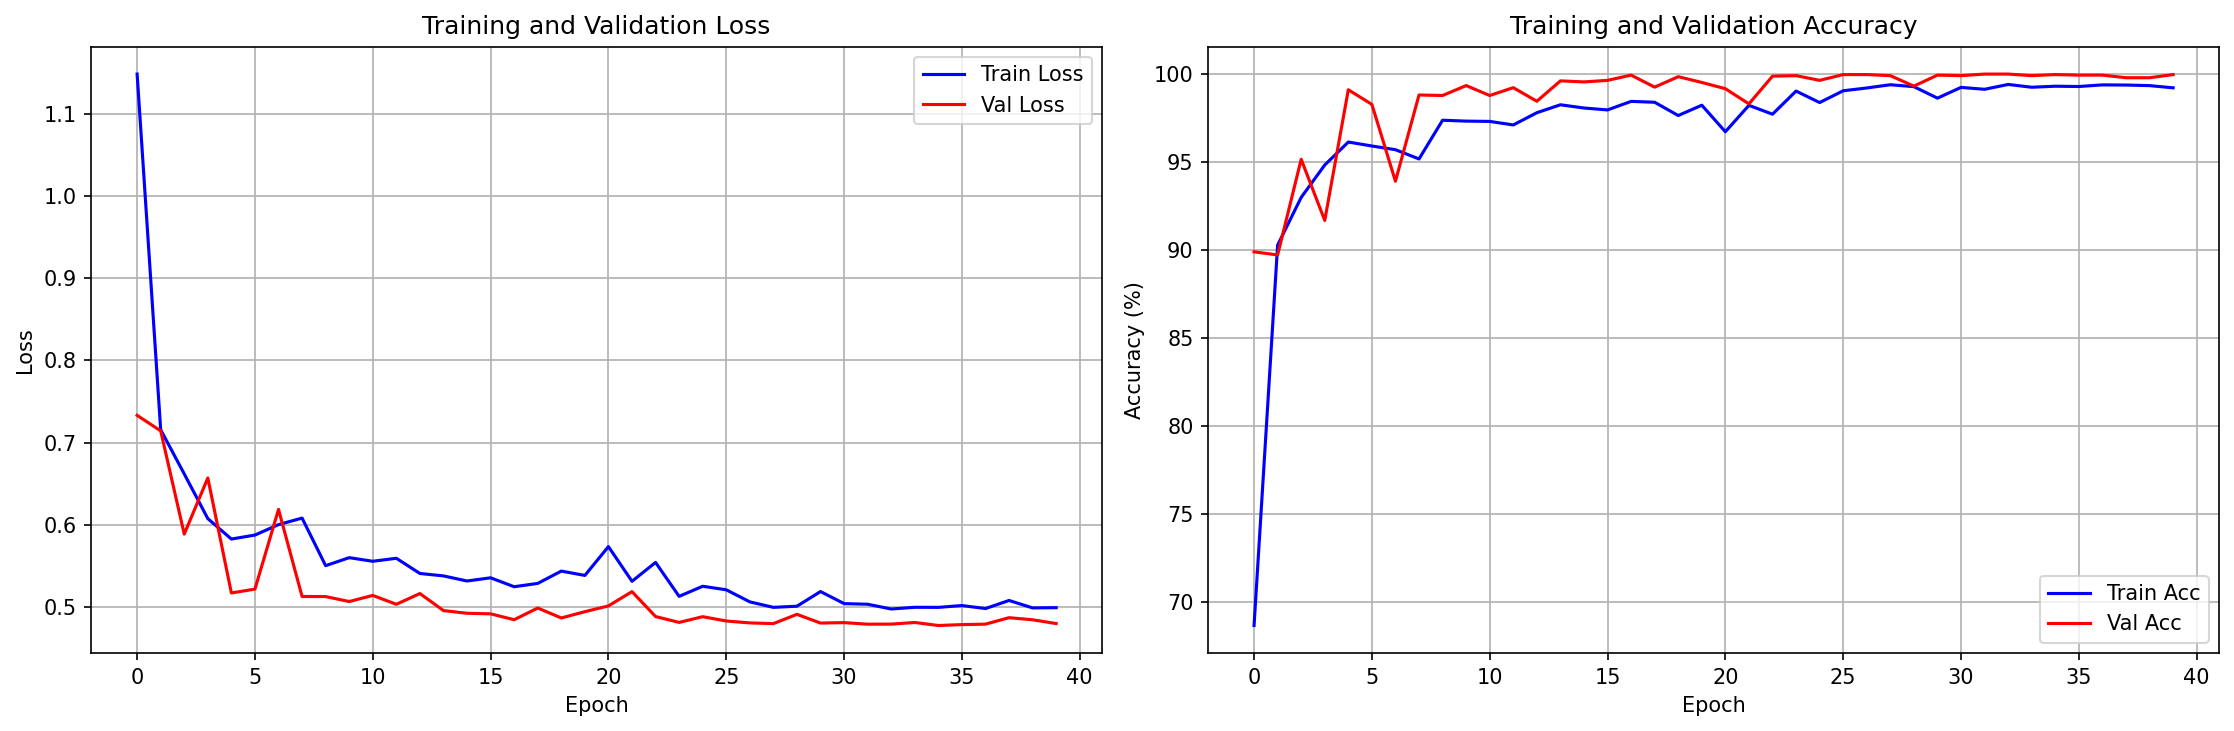 Training and Validation Loss
Train Loss
Val Loss
1.1
1.0
0.9
0.8
0.7
0.6
0.5
Loss
0 5 10 15 20 25 30 35 40
Epoch
Training and Validation Accuracy
100
95
90
85
80
75
70
Accuracy (%)
Train Acc
Val Acc
0 5 10 15 20 25 30 35 40
Epoch